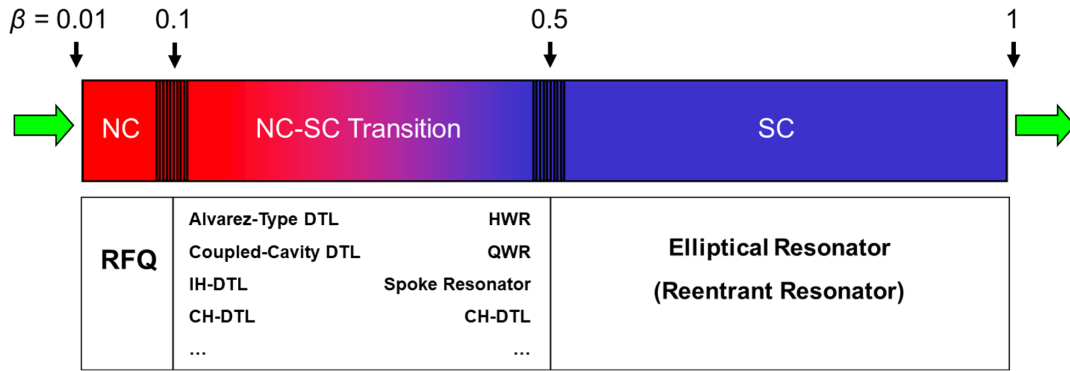 β = 0.01 0.1 0.5 1
NC NC-SC Transition SC
RFQ
Alvarez-Type DTL HWR
Coupled-Cavity DTL QWR
IH-DTL Spoke Resonator
CH-DTL CH-DTL
... ...
Elliptical Resonator
(Reentrant Resonator)